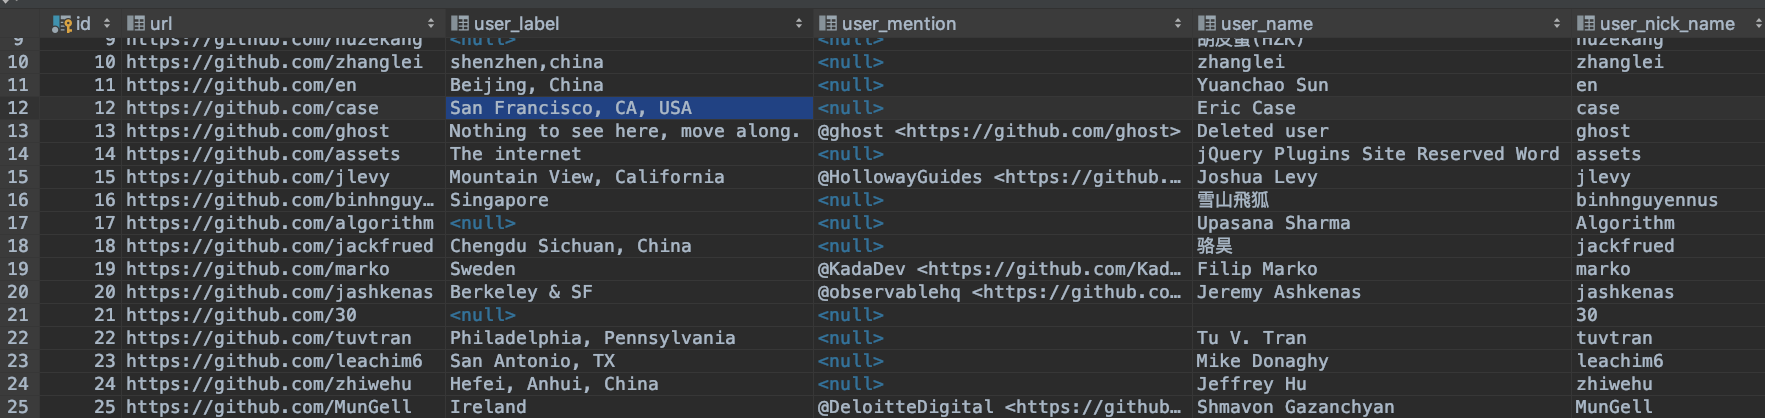 id url user_label user_mention user_name user_nick_name
9 9 https://github.com/huzekang <null> <null> huzekang
10 10 https://github.com/zhanglei shenzhen,china <null> zhanglei zhanglei
11 11 https://github.com/en Beijing, China <null> Yuanchao Sun en
12 12 https://github.com/case San Francisco, CA, USA <null> Eric Case case
13 13 https://github.com/ghost Nothing to see here, move along. @ghost <https://github.com/ghost> Deleted user ghost
14 14 https://github.com/assets The internet <null> jQuery Plugins Site Reserved Word assets
15 15 https://github.com/jlevy Mountain View, California @HollowayGuides <https://github.… Joshua Levy jlevy
16 16 https://github.com/binhnguy… Singapore <null> 雪山飛狐 binhnguyennus
17 17 https://github.com/algorithm <null> <null> Upasana Sharma Algorithm
18 18 https://github.com/jackfrued Chengdu Sichuan, China <null> 骆昊 jackfrued
19 19 https://github.com/marko Sweden @KadaDev <https://github.com/Kad… Filip Marko marko
20 20 https://github.com/jashkenas Berkeley & SF @observablehq <https://github.co… Jeremy Ashkenas jashkenas
21 21 https://github.com/30 <null> <null> 30
22 22 https://github.com/tuvtran Philadelphia, Pennsylvania <null> Tu V. Tran tuvtran
23 23 https://github.com/leachim6 San Antonio, TX <null> Mike Donaghy leachim6
24 24 https://github.com/zhiwehu Hefei, Anhui, China <null> Jeffrey Hu zhiwehu
25 25 https://github.com/MunGell Ireland @DeloitteDigital <https://github… Shmavon Gazanchyan MunGell